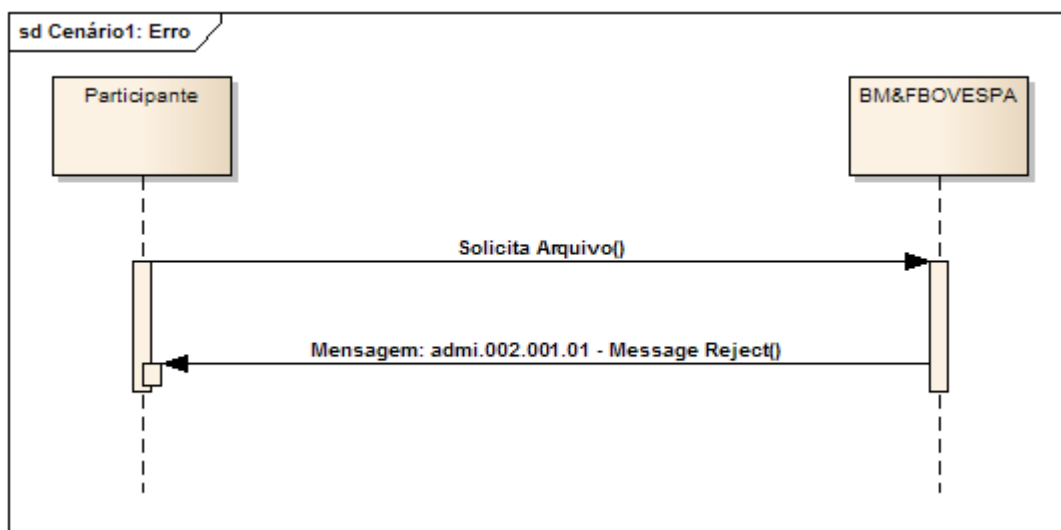 sd Cenário1: Erro
Participante
BM&FBOVESPA
Solicita Arquivo()
Mensagem: admi.002.001.01 - Message Reject()